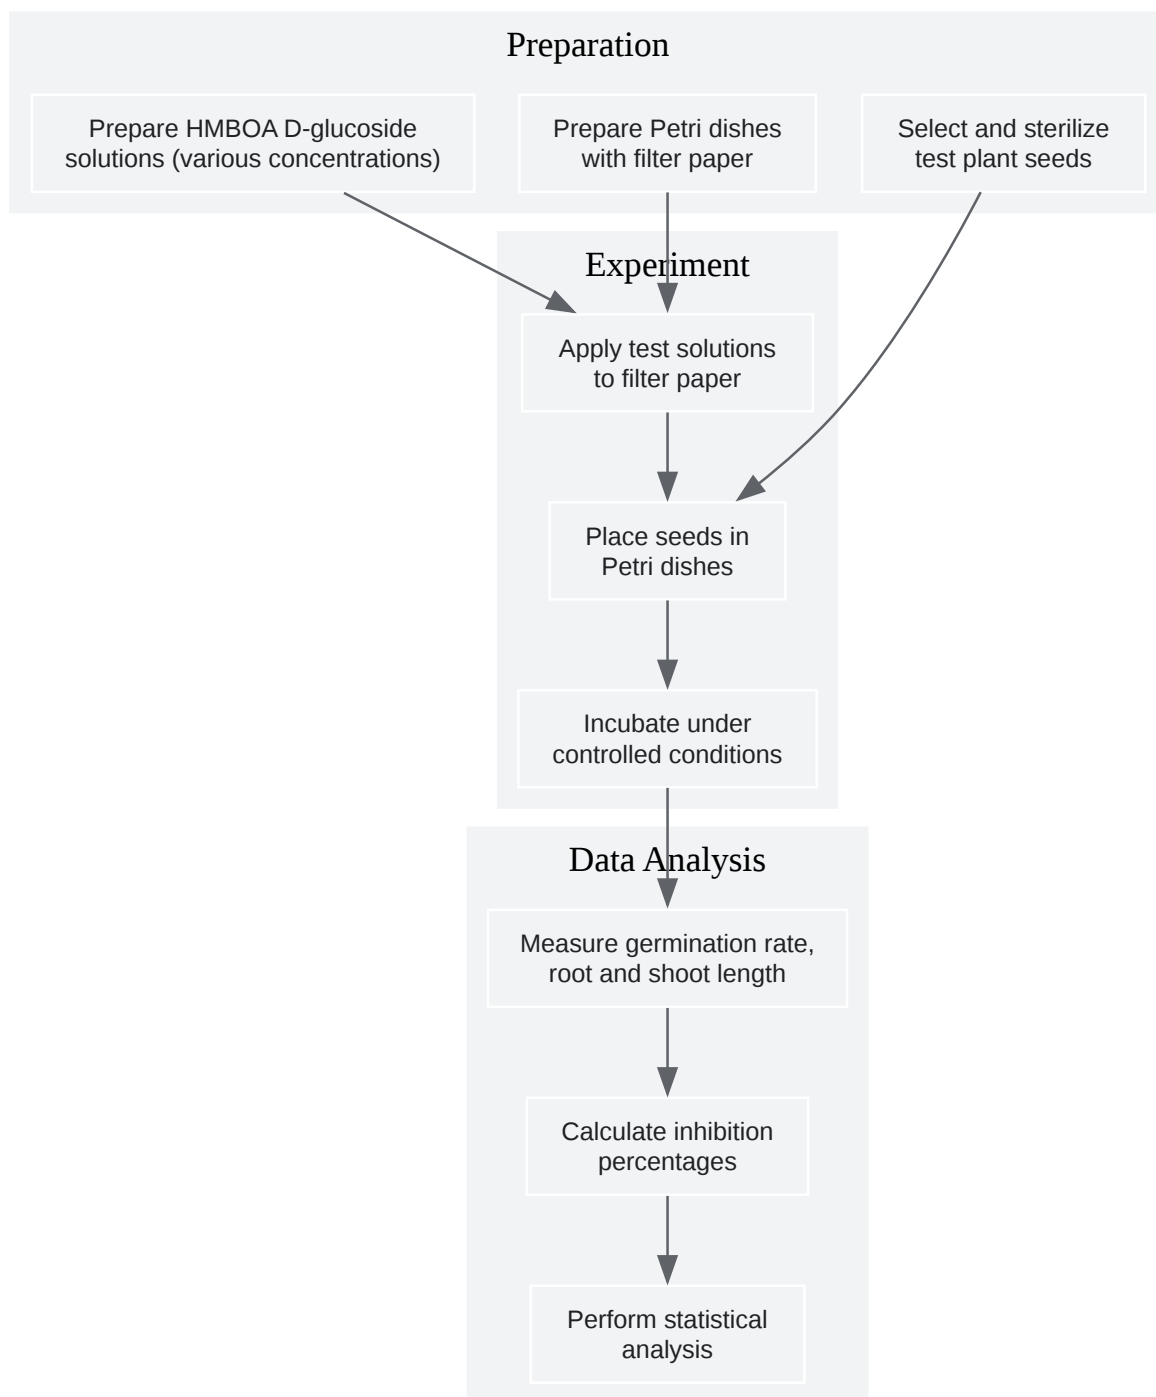 Preparation
Prepare HMBOA D-glucoside
solutions (various concentrations)
Prepare Petri dishes
with filter paper
Select and sterilize
test plant seeds
Experiment
Apply test solutions
to filter paper
Place seeds in
Petri dishes
Incubate under
controlled conditions
Data Analysis
Measure germination rate,
root and shoot length
Calculate inhibition
percentages
Perform statistical
analysis